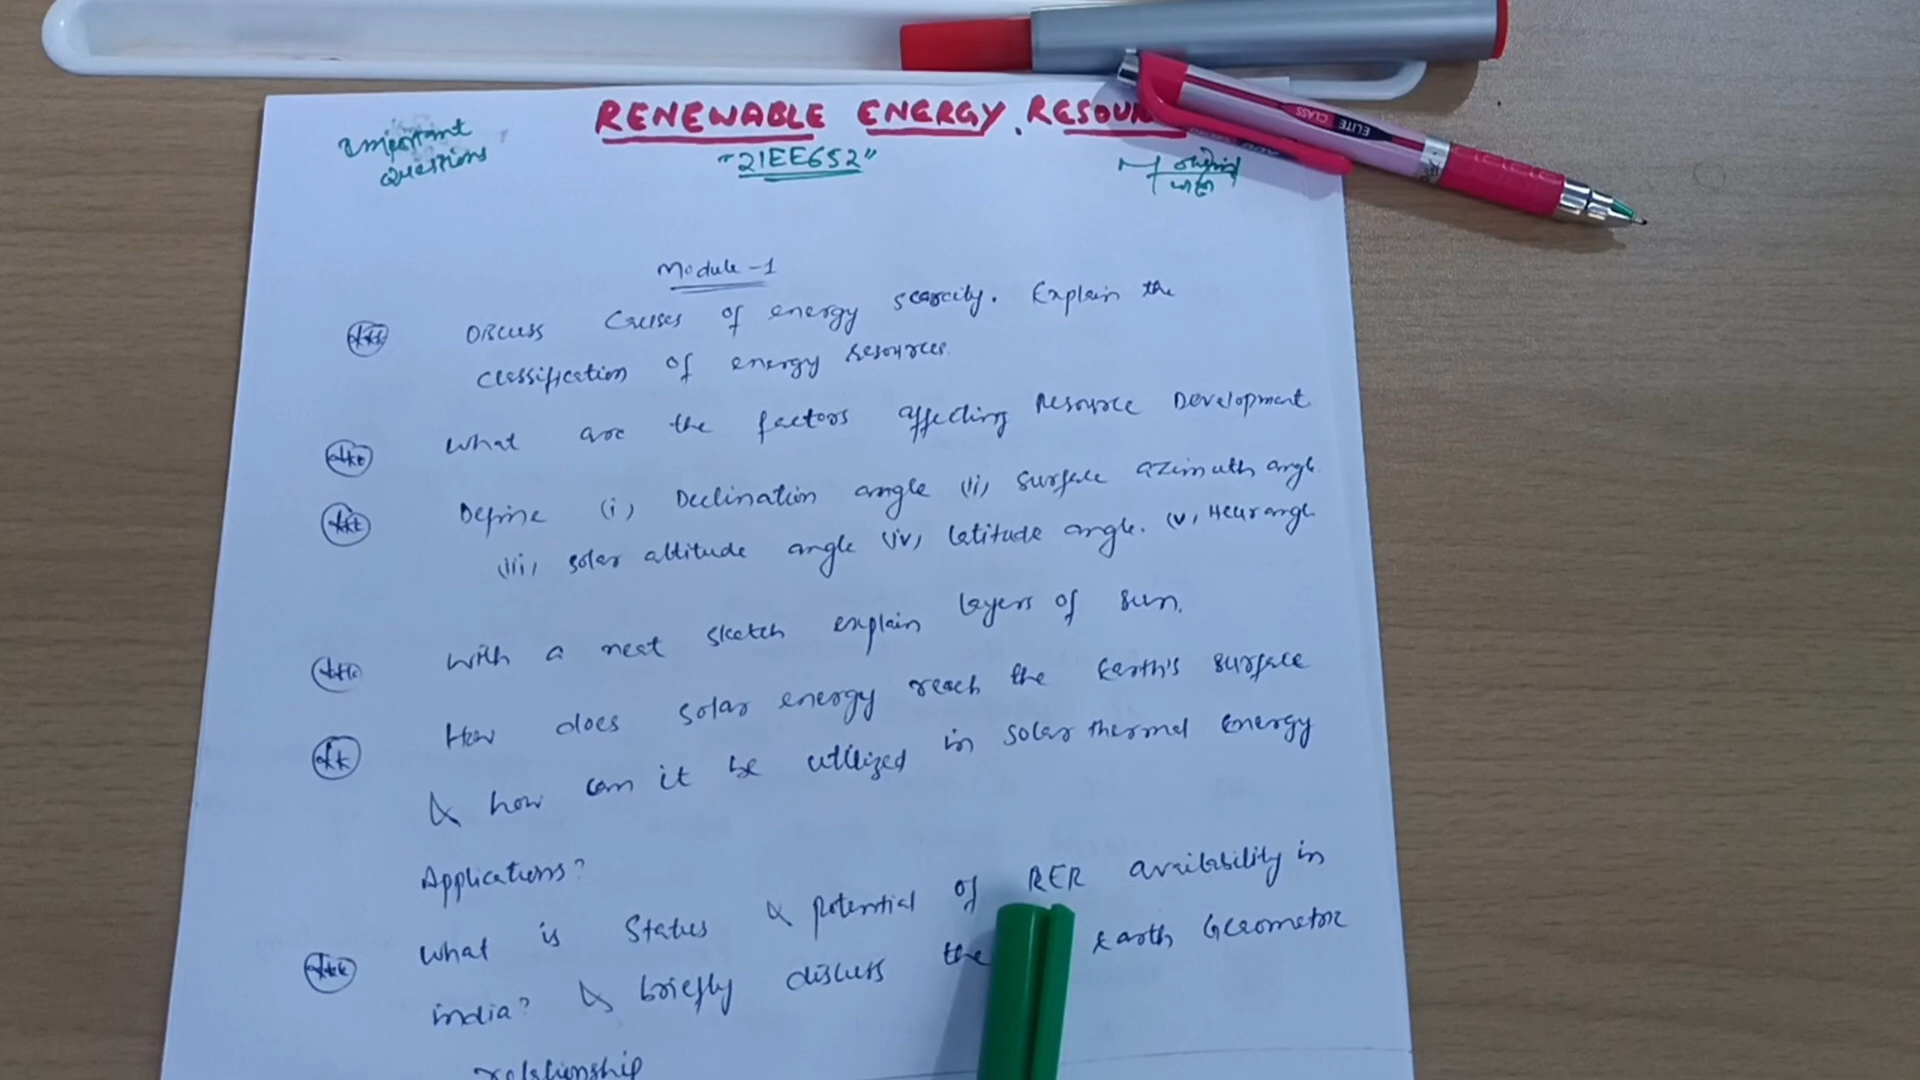 Important
Questions
RENEWABLE ENERGY RESOU
"21EE652"
Module-1
Discuss causes of energy scarcity. Explain the
classification of energy resources.
What are the factors affecting Resource Development
Define (i) Declination angle (ii) surface azimuth angle
(iii) solar altitude angle (iv) latitude angle. (v) Hour angle
With a neat sketch explain layers of sun.
How does solar energy reach the Earth's surface
& how can it be utilized in solar thermal Energy
Applications?
What is Status & potential of RER availability in
india? & briefly discuss the Earth Geometric
relationship
ELITE CLASS